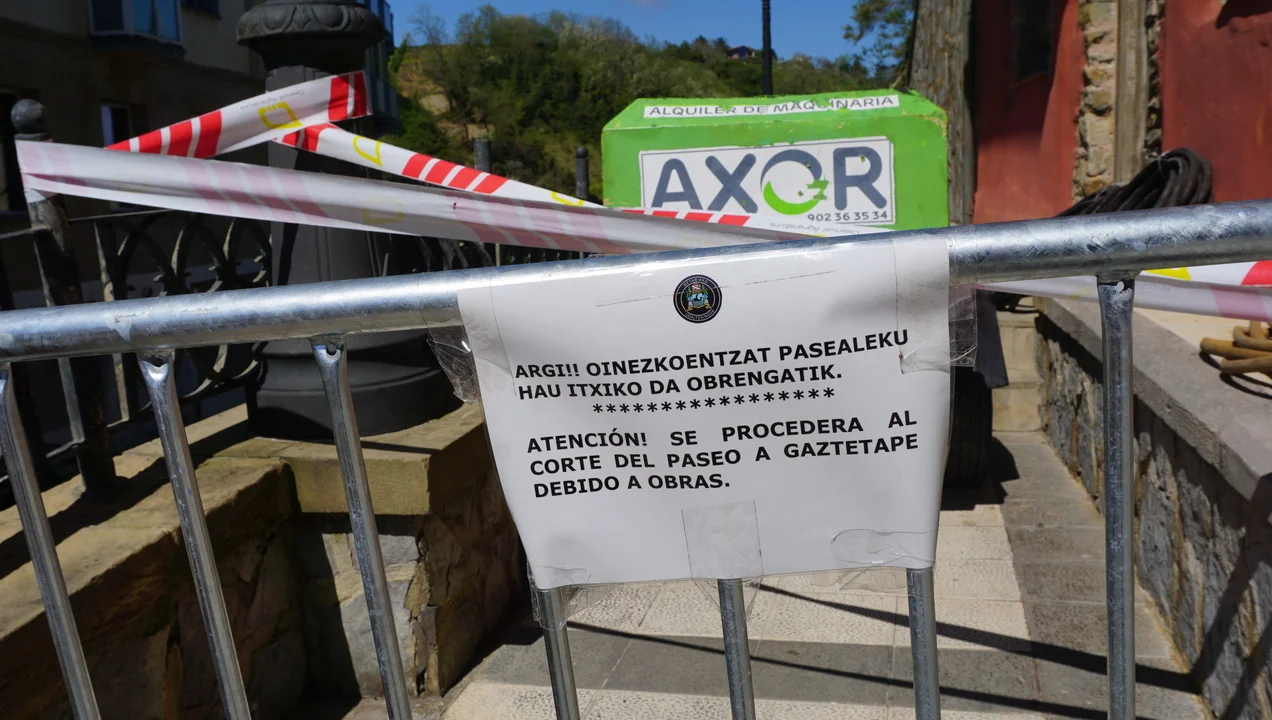 ALQUILER DE MAQUINARIA
AXOR
902 36 35 34
ARGI!! OINEZKOENTZAT PASEALEKU
HAU ITXIKO DA OBRENGATIK.
*****************
ATENCIÓN! SE PROCEDERA AL
CORTE DEL PASEO A GAZTETAPE
DEBIDO A OBRAS.